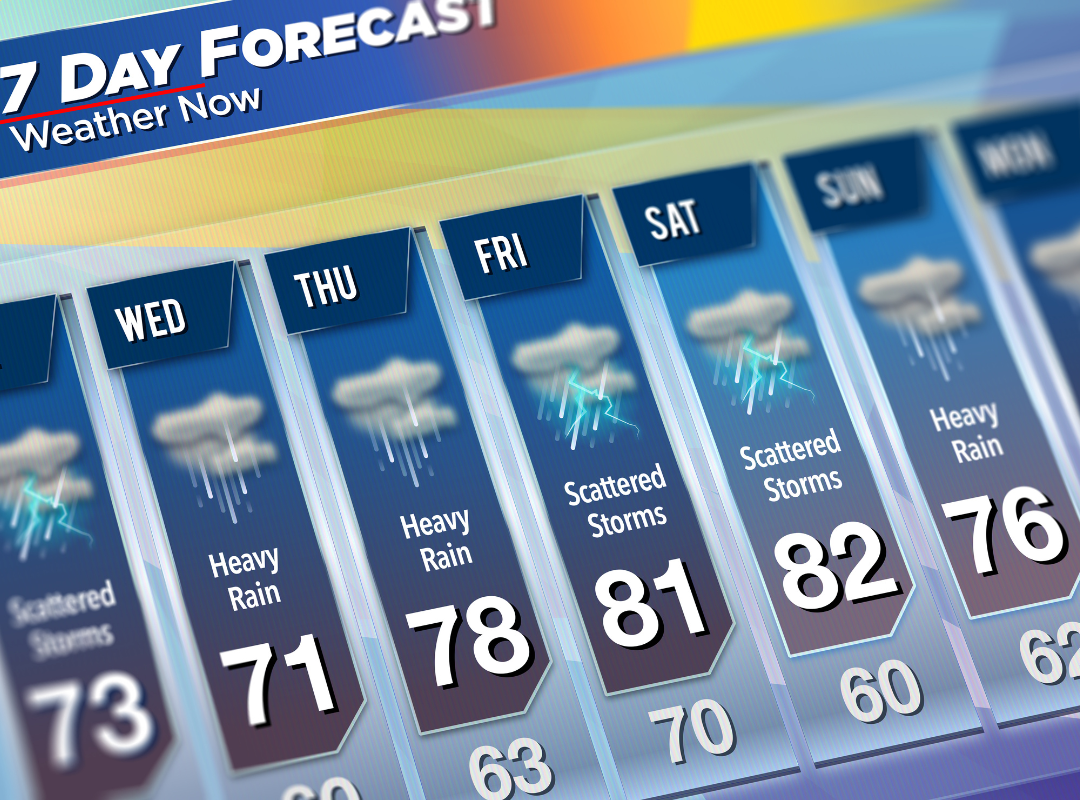 7 DAY FORECAST
Weather Now
Scattered
Storms
73
WED
Heavy
Rain
71
THU
Heavy
Rain
78
63
FRI
Scattered
Storms
81
70
SAT
Scattered
Storms
82
60
SUN
Heavy
Rain
76
62
MON